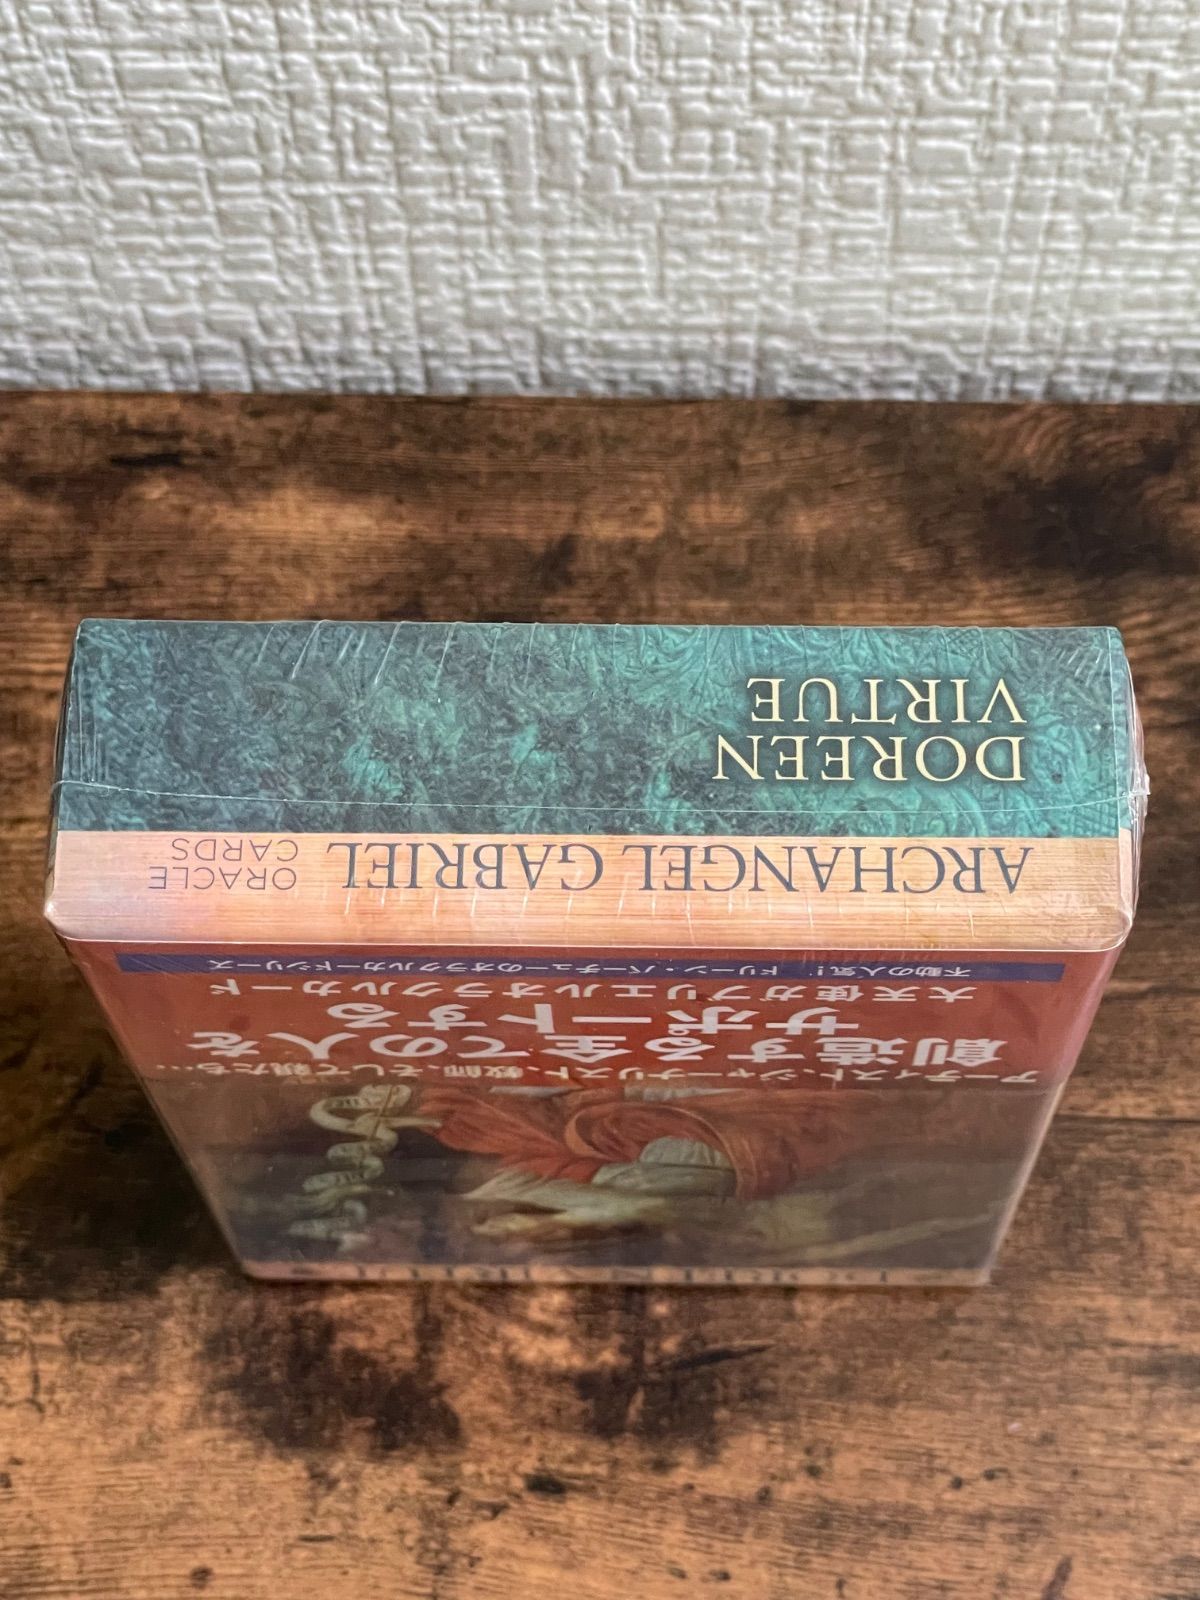 DOREEN
VIRTUE
ARCHANGEL GABRIEL
ORACLE
CARDS
アーティスト、ジャーナリスト、教師、そして親たち…
創造する全ての人を
サポートする
大天使ガブリエルオラクルカード
不動の人気! ドリーン・バーチューのオラクルカードシリーズ